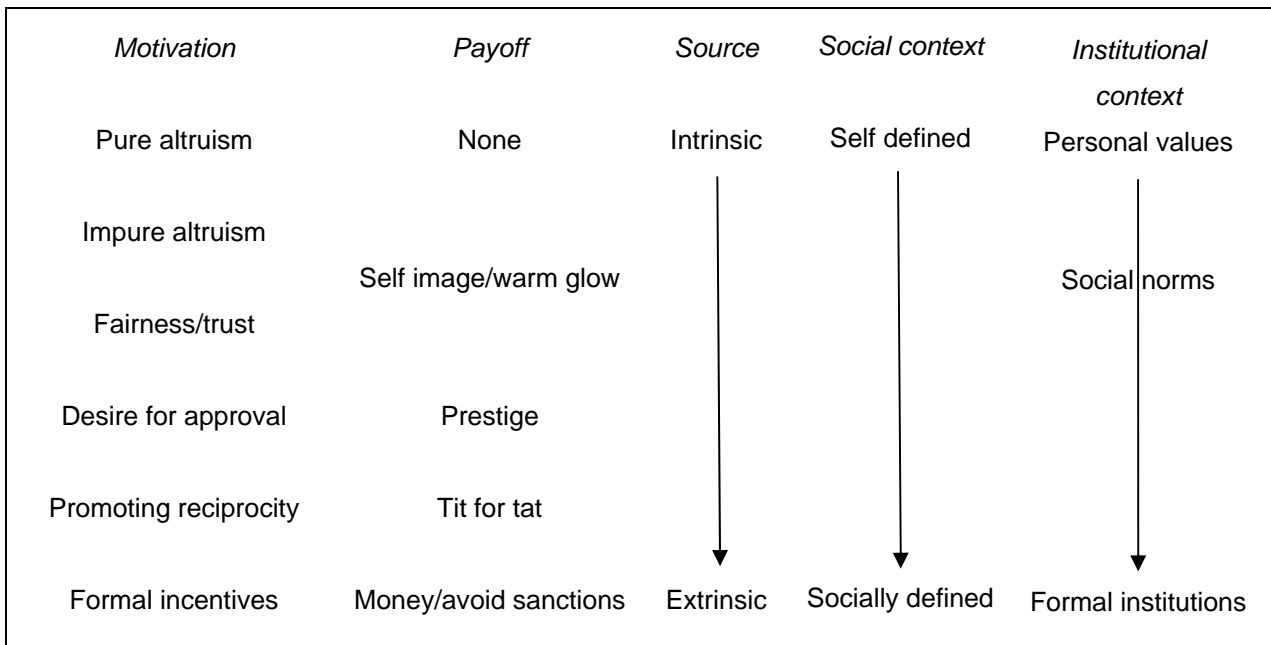 Motivation Payoff Source Social context Institutional
context
Pure altruism None Intrinsic Self defined Personal values
Impure altruism
Self image/warm glow Social norms
Fairness/trust
Desire for approval Prestige
Promoting reciprocity Tit for tat
Formal incentives Money/avoid sanctions Extrinsic Socially defined Formal institutions